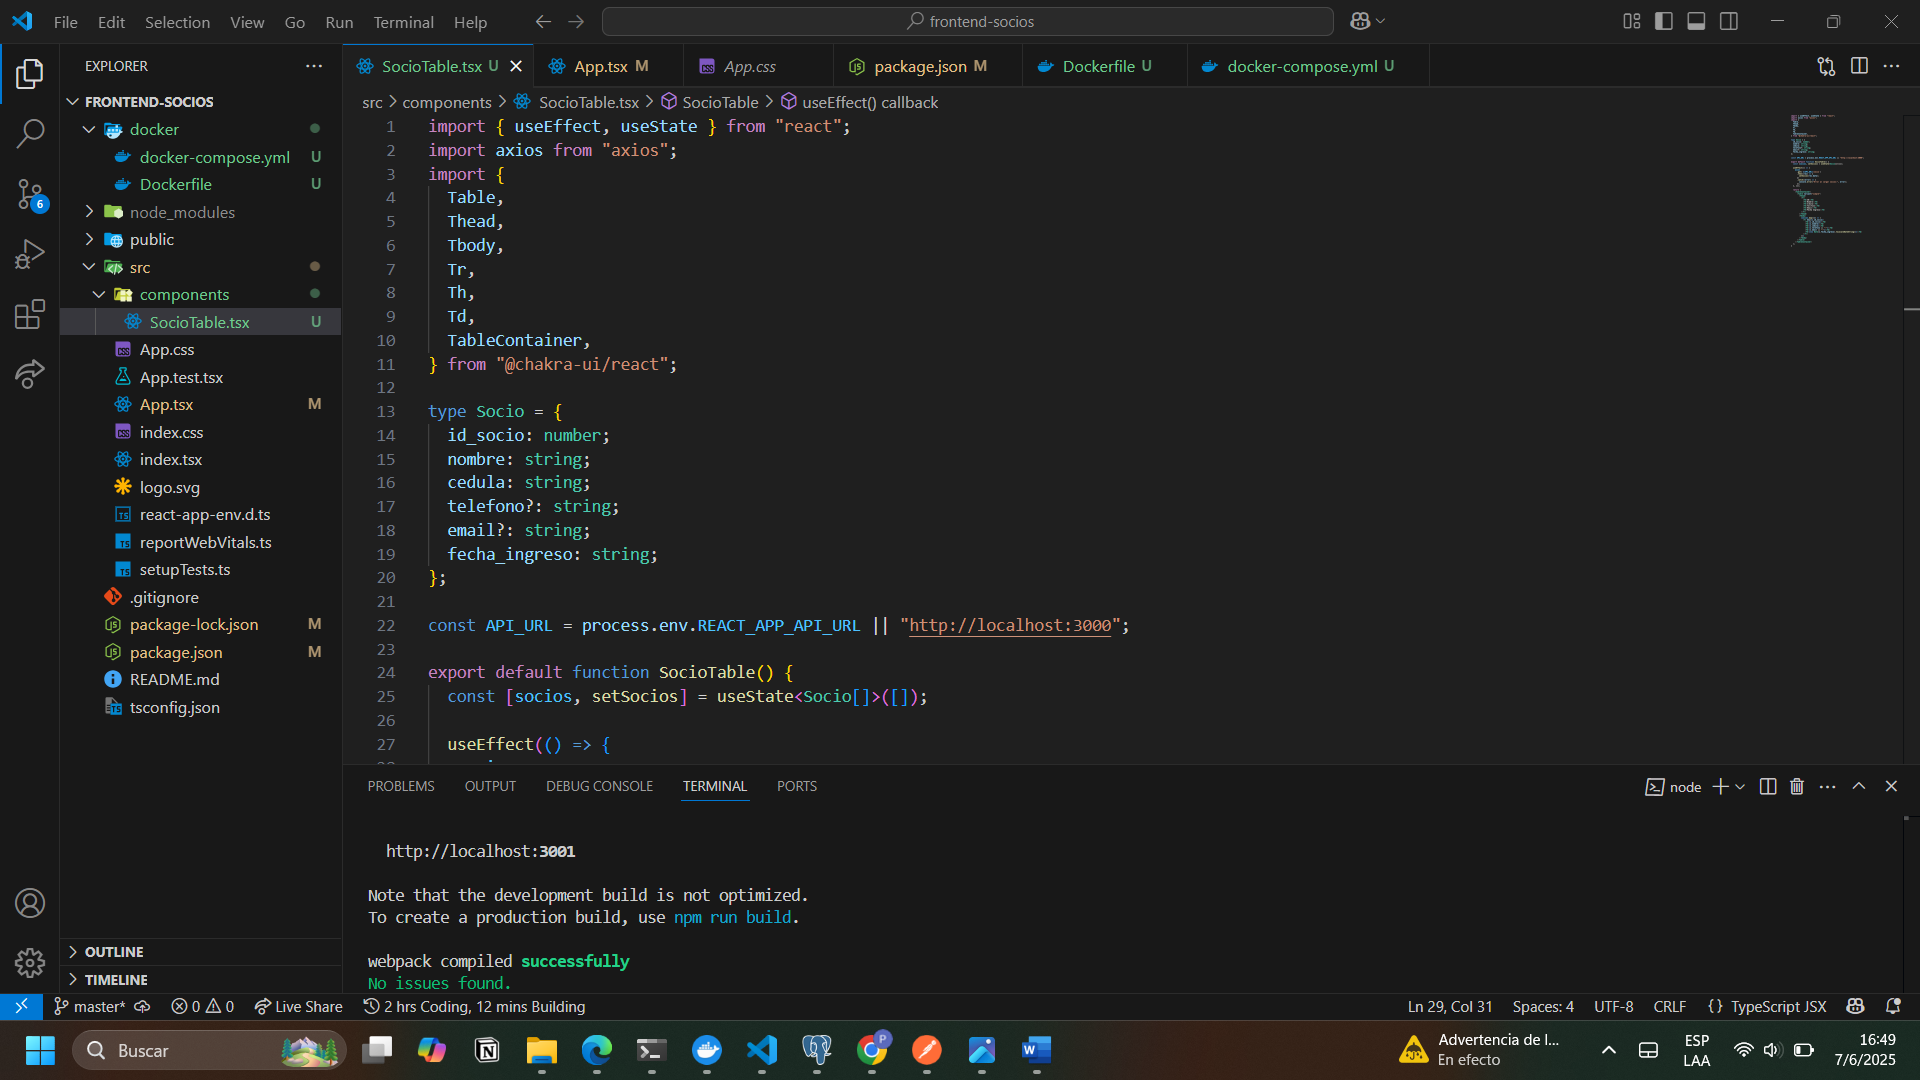 File Edit Selection View Go Run Terminal Help
frontend-socios
EXPLORER
FRONTEND-SOCIOS
docker
docker-compose.yml U
Dockerfile U
node_modules
public
src
components
SocioTable.tsx U
App.css
App.test.tsx
App.tsx M
index.css
index.tsx
logo.svg
react-app-env.d.ts
reportWebVitals.ts
setupTests.ts
.gitignore
package-lock.json M
package.json M
README.md
tsconfig.json
OUTLINE
TIMELINE
6
SocioTable.tsx U App.tsx M App.css package.json M Dockerfile U docker-compose.yml U
src > components > SocioTable.tsx > SocioTable > useEffect() callback
1 import { useEffect, useState } from "react";
2 import axios from "axios";
3 import {
4 Table,
5 Thead,
6 Tbody,
7 Tr,
8 Th,
9 Td,
10 TableContainer,
11 } from "@chakra-ui/react";
12
13 type Socio = {
14 id_socio: number;
15 nombre: string;
16 cedula: string;
17 telefono?: string;
18 email?: string;
19 fecha_ingreso: string;
20 };
21
22 const API_URL = process.env.REACT_APP_API_URL || "http://localhost:3000";
23
24 export default function SocioTable() {
25 const [socios, setSocios] = useState<Socio[]>([]);
26
27 useEffect(() => {
PROBLEMS OUTPUT DEBUG CONSOLE TERMINAL PORTS
node
http://localhost:3001
Note that the development build is not optimized.
To create a production build, use npm run build.
webpack compiled successfully
No issues found.
master* 0 0 Live Share 2 hrs Coding, 12 mins Building
Ln 29, Col 31 Spaces: 4 UTF-8 CRLF {} TypeScript JSX
Buscar
P
Advertencia de l...
En efecto
ESP
LAA
16:49
7/6/2025